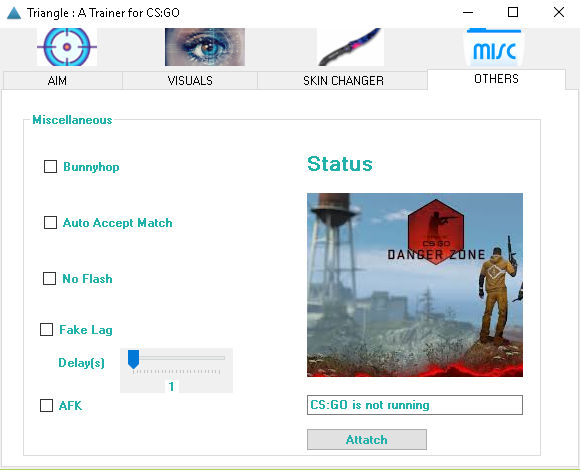 Triangle : A Trainer for CS:GO
MISC
AIM
VISUALS
SKIN CHANGER
OTHERS
Miscellaneous
Bunnyhop
Auto Accept Match
No Flash
Fake Lag
Delay(s)
1
AFK
Status
CS:GO
DANGER ZONE
CS:GO is not running
Attatch